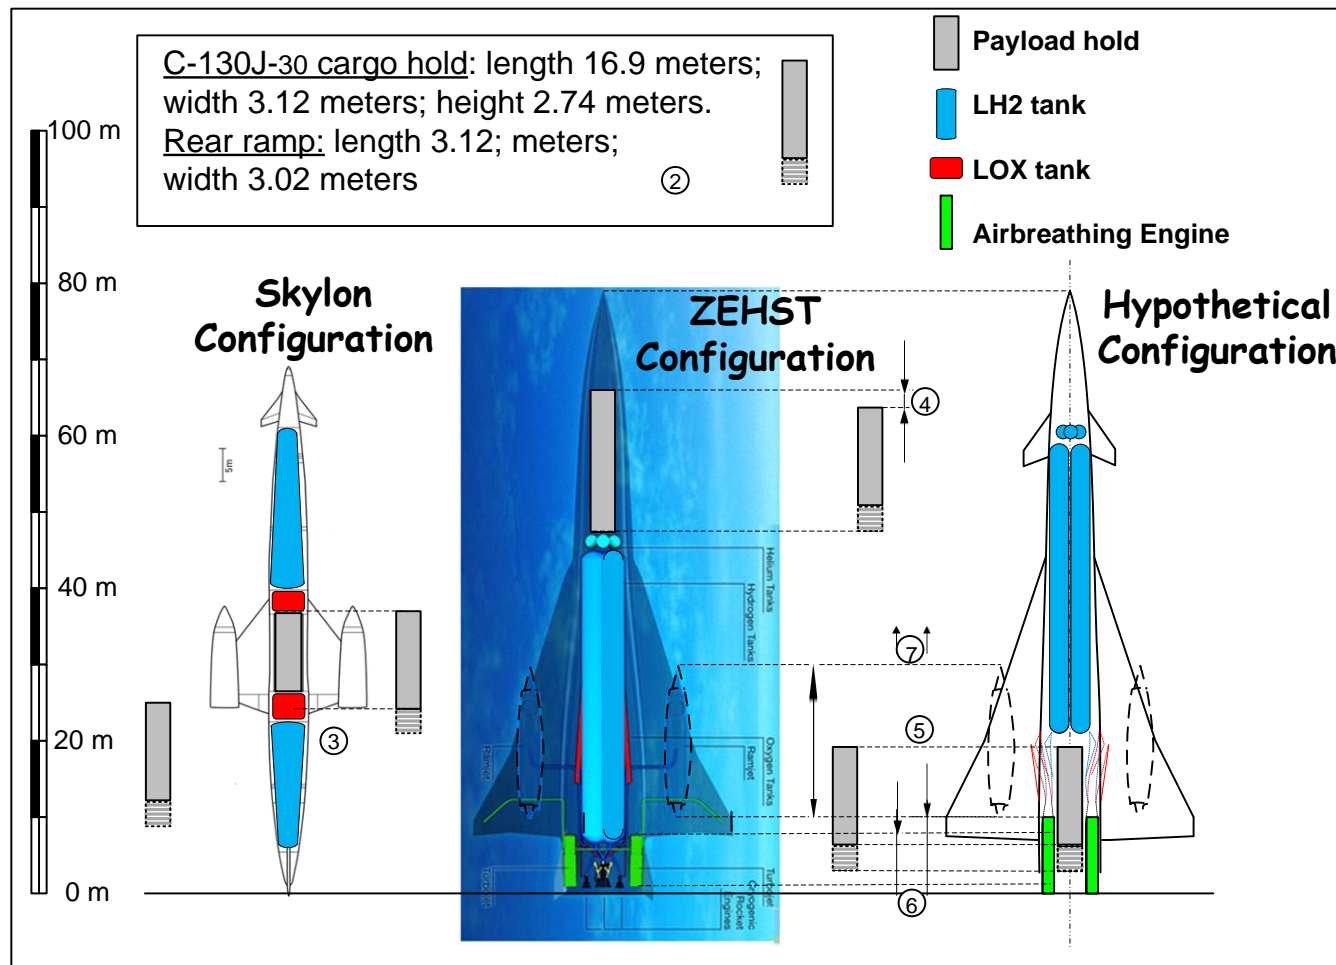 C-130J-30 cargo hold: length 16.9 meters;
width 3.12 meters; height 2.74 meters.
Rear ramp: length 3.12; meters;
width 3.02 meters
2
Payload hold
LH2 tank
LOX tank
Airbreathing Engine
100 m
80 m
60 m
40 m
20 m
0 m
Skylon
Configuration
ZEHST
Configuration
Hypothetical
Configuration
5m
3
4
7
5
6
Helium Tanks
Hydrogen Tanks
Oxygen Tanks
Ramjet
Ramjet
Turbojet
Turbojet
Cryogenic
Rocket
Engines